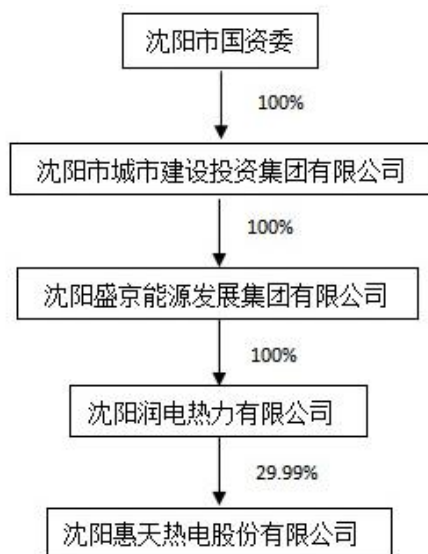 沈阳市国资委
100%
沈阳市城市建设投资集团有限公司
100%
沈阳盛京能源发展集团有限公司
100%
沈阳润电热力有限公司
29.99%
沈阳惠天热电股份有限公司